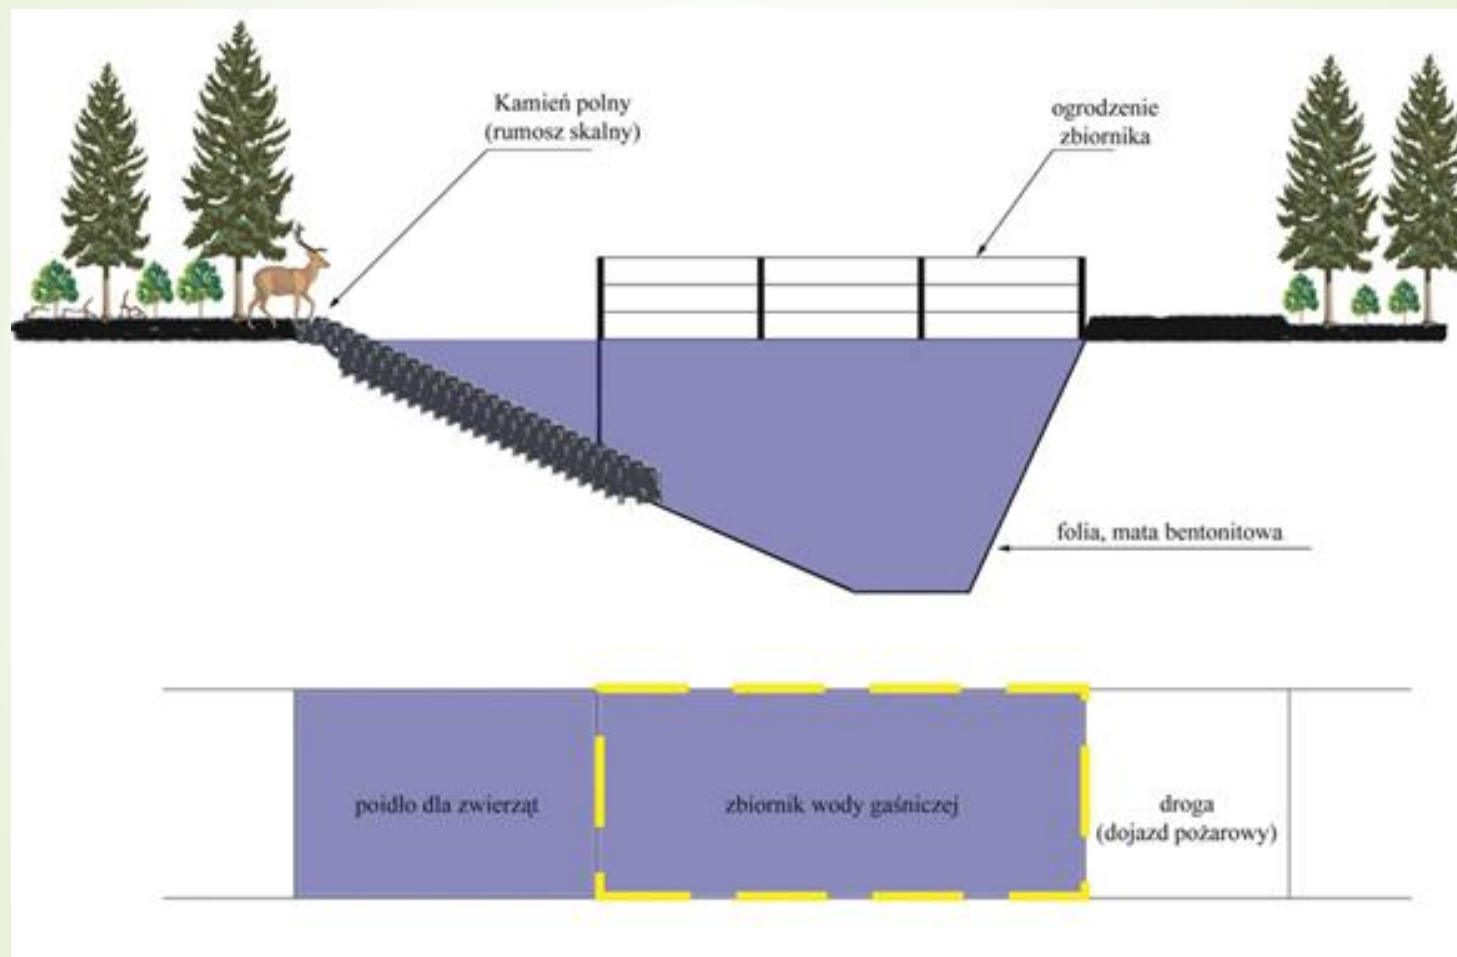 Kamień polny
(rumosz skalny)
ogrodzenie
zbiornika
folia, mata bentonitowa
poidło dla zwierząt
zbiornik wody gaśniczej
droga
(dojazd pożarowy)